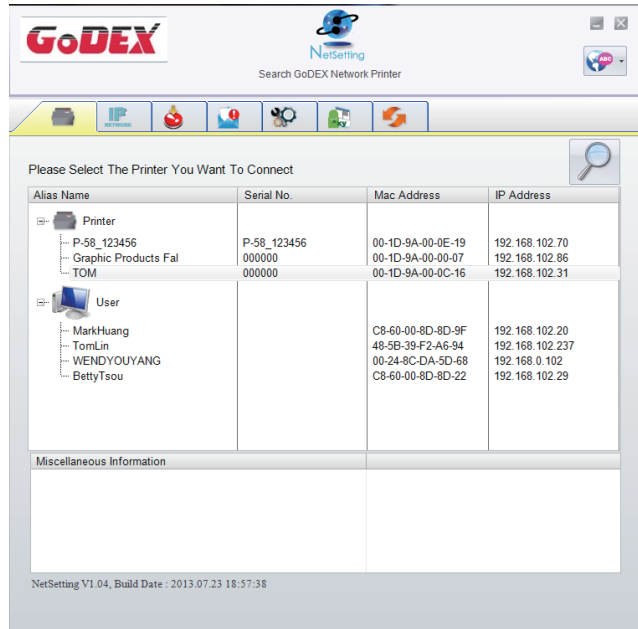 GoDEX
NetSetting
Search GoDEX Network Printer
ABC
IP
NETWORK
Please Select The Printer You Want To Connect
Alias Name Serial No. Mac Address IP Address
Printer
P-58_123456 P-58_123456 00-1D-9A-00-0E-19 192.168.102.70
Graphic Products Fal 000000 00-1D-9A-00-00-07 192.168.102.86
TOM 000000 00-1D-9A-00-0C-16 192.168.102.31
User
MarkHuang C8-60-00-8D-8D-9F 192.168.102.20
TomLin 48-5B-39-F2-A6-94 192.168.102.237
WENDYOUYANG 00-24-8C-DA-5D-68 192.168.0.102
BettyTsou C8-60-00-8D-8D-22 192.168.102.29
Miscellaneous Information
NetSetting V1.04, Build Date : 2013.07.23 18:57:38